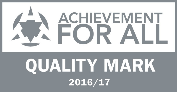 ACHIEVEMENT
FOR ALL
QUALITY MARK
2016/17